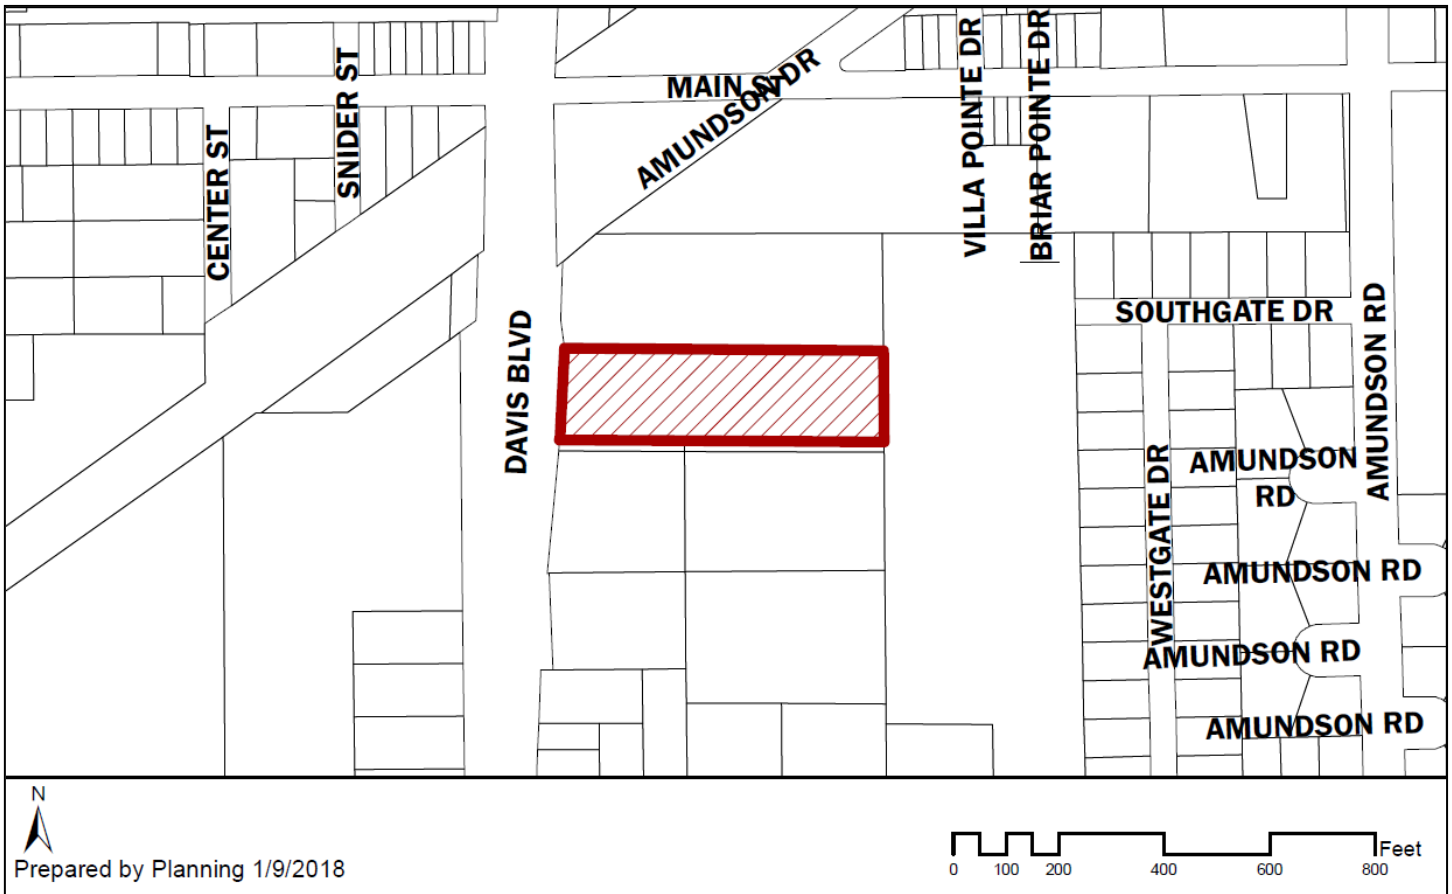 SNIDER ST
VILLA POINTE DR
BRIAR POINTE DR
MAIN ST
AMUNDSON DR
CENTER ST
DAVIS BLVD
SOUTHGATE DR
AMUNDSON RD
WESTGATE DR
AMUNDSON
RD
AMUNDSON RD
AMUNDSON RD
AMUNDSON RD
N
Prepared by Planning 1/9/2018
Feet
0 100 200 400 600 800